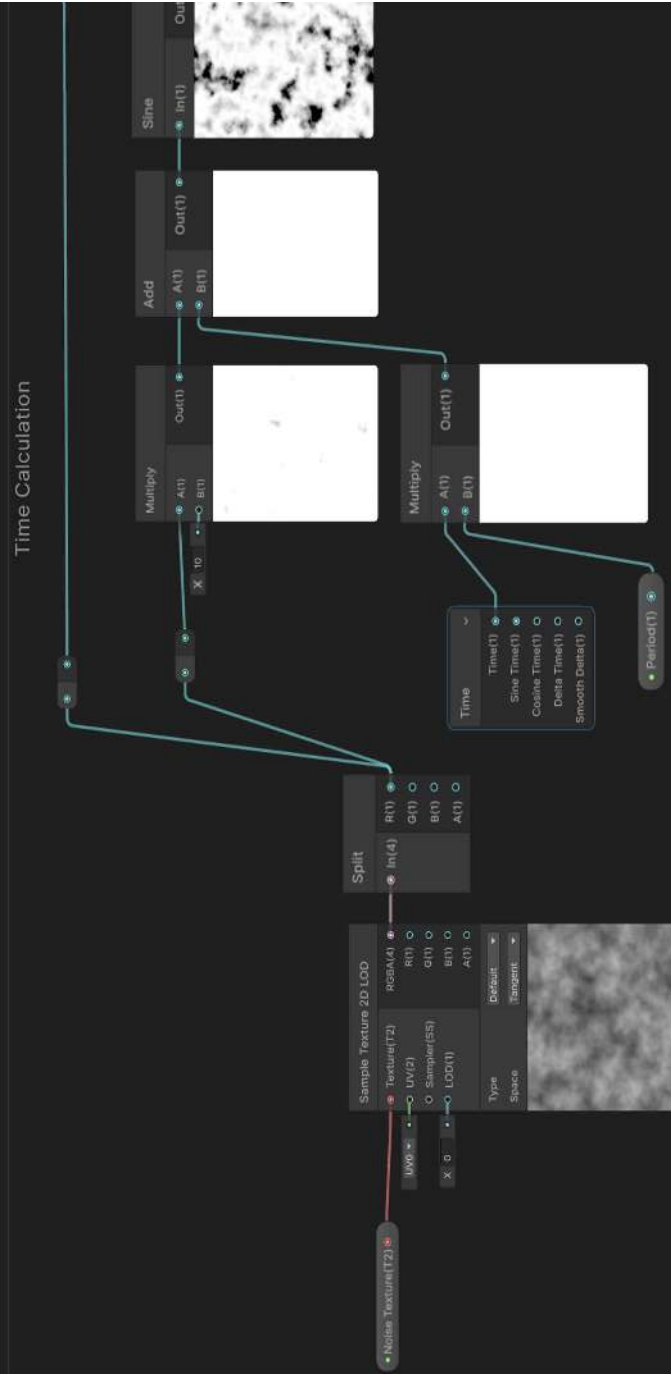 Time Calculation
Noise Texture(T2)
Sample Texture 2D LOD
Texture(T2)
RGBA(4)
UV0
UV(2)
R(1)
Sampler(SS)
G(1)
X 0
LOD(1)
B(1)
A(1)
Type
Default
Space
Tangent
Split
In(4)
R(1)
G(1)
B(1)
A(1)
Time
Time(1)
Sine Time(1)
Cosine Time(1)
Delta Time(1)
Smooth Delta(1)
Period(1)
Multiply
A(1)
Out(1)
X 10
B(1)
Multiply
A(1)
Out(1)
B(1)
Add
A(1)
Out(1)
B(1)
Sine
In(1)
Out